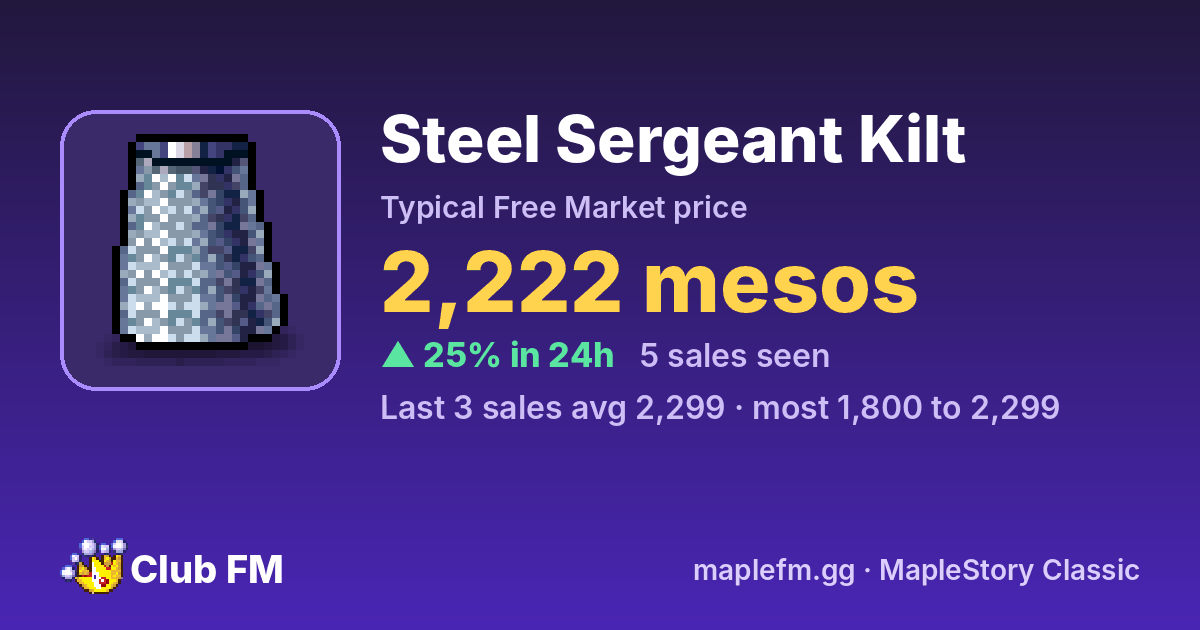 Steel Sergeant Kilt
Typical Free Market price
2,222 mesos
▲ 25% in 24h 5 sales seen
Last 3 sales avg 2,299 · most 1,800 to 2,299
Club FM
maplefm.gg · MapleStory Classic